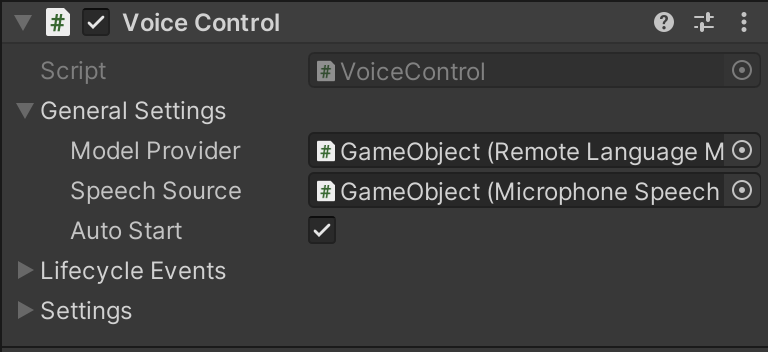 # Voice Control
Script # VoiceControl
General Settings
Model Provider # GameObject (Remote Language M
Speech Source # GameObject (Microphone Speech
Auto Start
Lifecycle Events
Settings